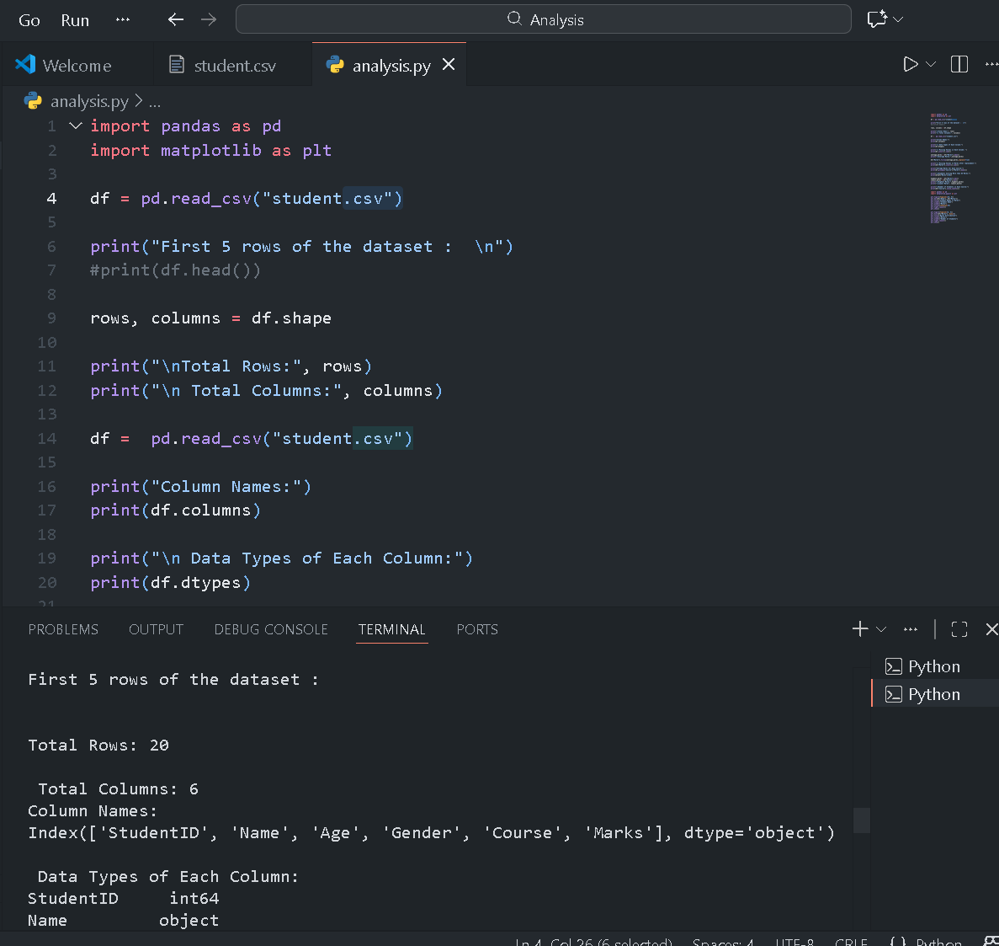 Go Run ··· ← → Analysis
Welcome student.csv analysis.py
analysis.py > ...
1 import pandas as pd
2 import matplotlib as plt
3
4 df = pd.read_csv("student.csv")
5
6 print("First 5 rows of the dataset :  \n")
7 #print(df.head())
8
9 rows, columns = df.shape
10
11 print("\nTotal Rows:", rows)
12 print("\n Total Columns:", columns)
13
14 df =  pd.read_csv("student.csv")
15
16 print("Column Names:")
17 print(df.columns)
18
19 print("\n Data Types of Each Column:")
20 print(df.dtypes)
21
PROBLEMS OUTPUT DEBUG CONSOLE TERMINAL PORTS
Python
Python
First 5 rows of the dataset :
Total Rows: 20
 Total Columns: 6
Column Names:
Index(['StudentID', 'Name', 'Age', 'Gender', 'Course', 'Marks'], dtype='object')
 Data Types of Each Column:
StudentID     int64
Name         object
Ln 4, Col 26 (6 selected) Spaces: 4 UTF-8 CRLF {} Python